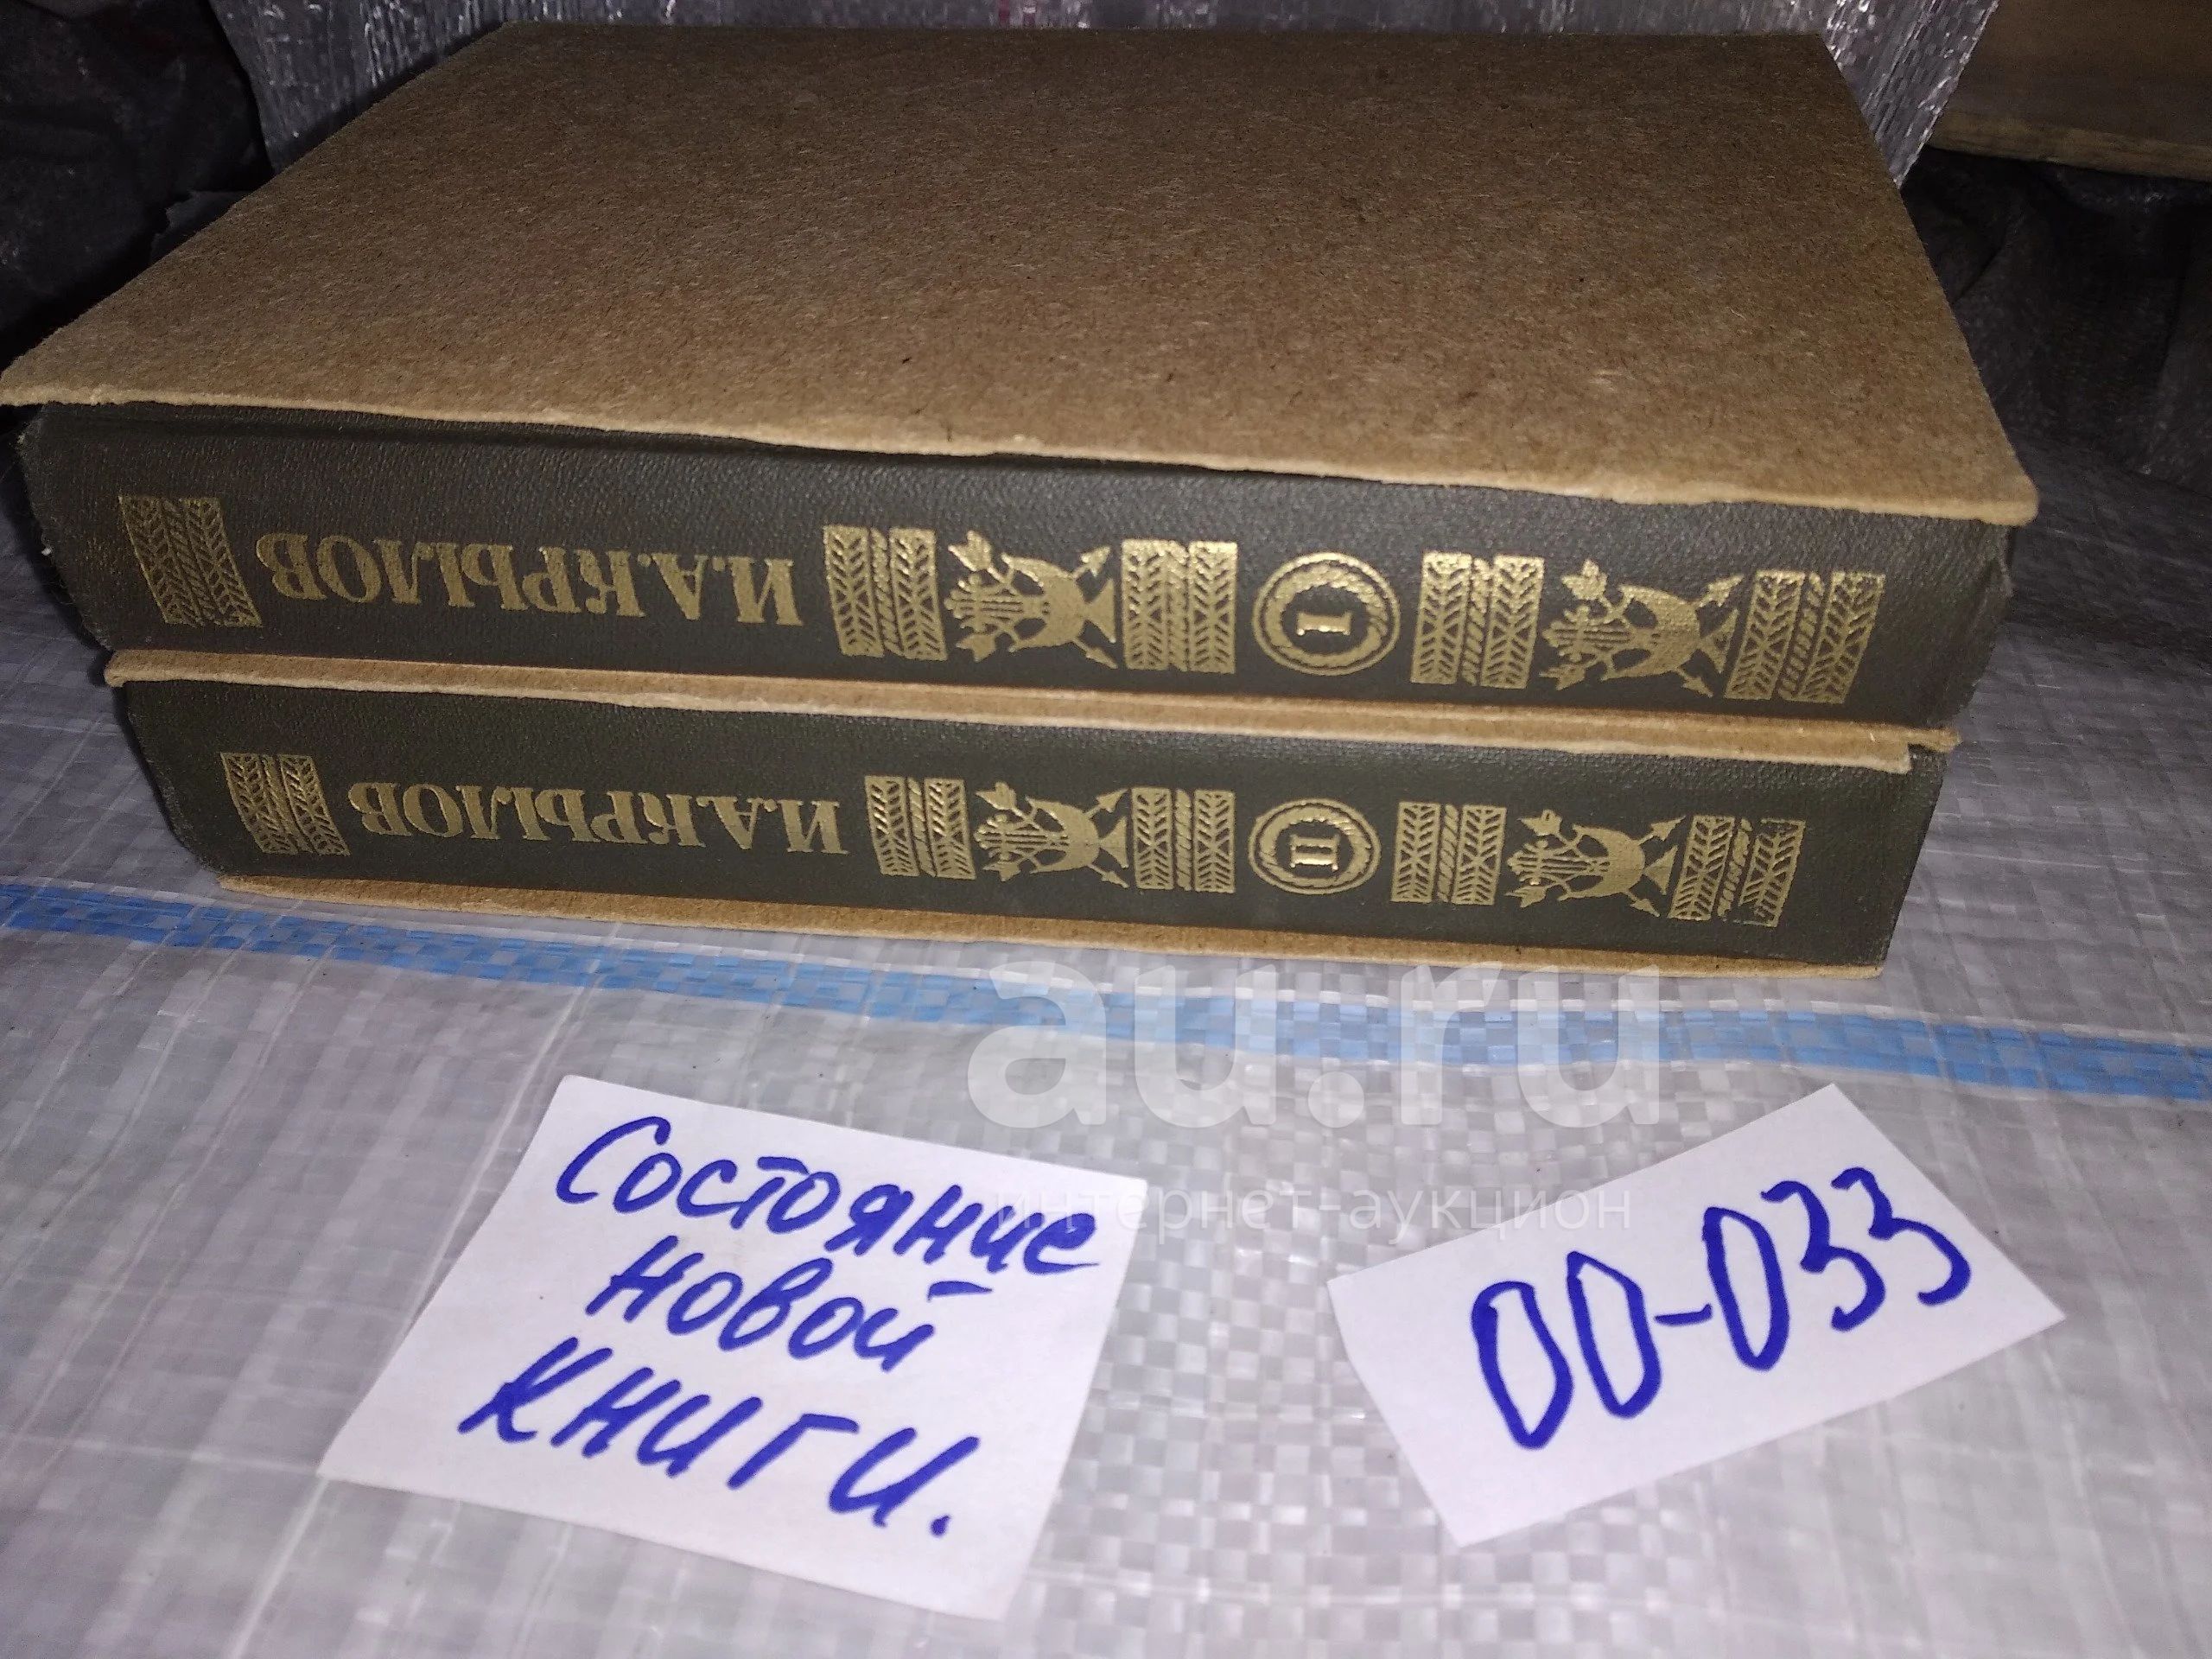 И.А.КРЫЛОВ
I
И.А.КРЫЛОВ
II
au.ru
интернет-аукцион
Состояние
новой
книги.
00-033